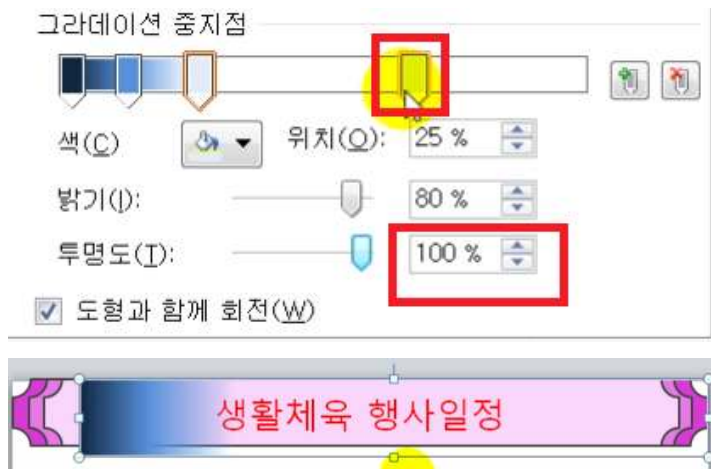 그라데이션 중지점
색(C) 위치(O): 25 %
밝기(I): 80 %
투명도(T): 100 %
도형과 함께 회전(W)
생활체육 행사일정